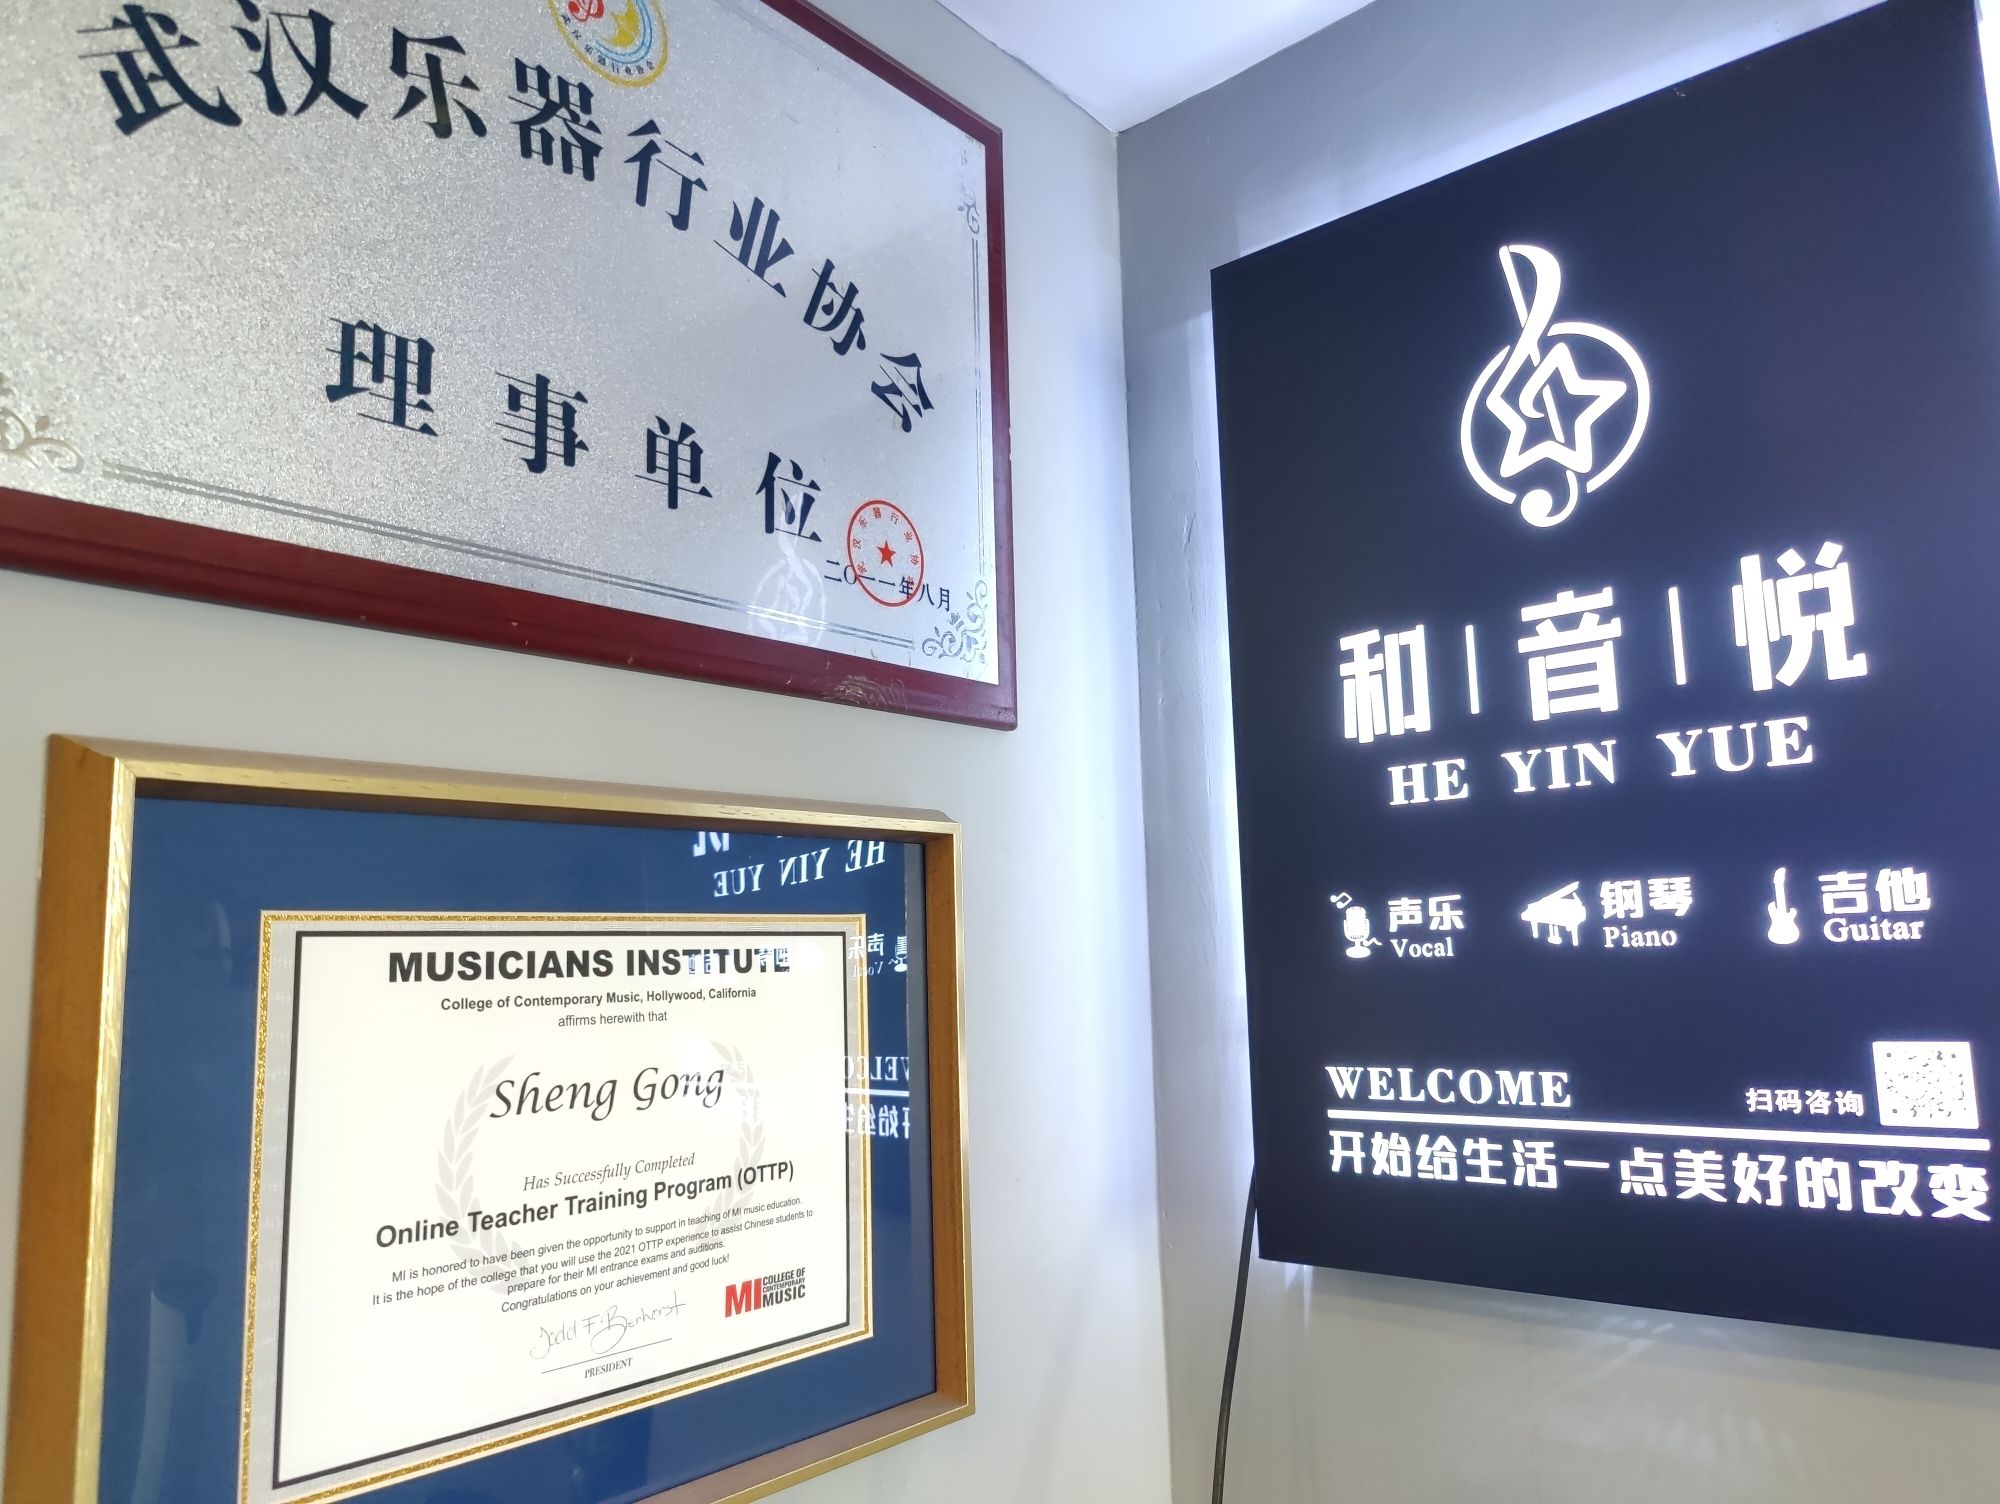 武汉乐器行业协会
理事单位
二〇一一年八月
MUSICIANS INSTITUTE
College of Contemporary Music, Hollywood, California
affirms herewith that
Sheng Gong
Has Successfully Completed
Online Teacher Training Program (OTTP)
MI is honored to have been given the opportunity to support in teaching of MI music education.
It is the hope of the college that you will use the 2021 OTTP experience to assist Chinese students to
prepare for their MI entrance exams and auditions.
Congratulations on your achievement and good luck!
MI COLLEGE OF
CONTEMPORARY
MUSIC
PRESIDENT
和|音|悦
HE YIN YUE
声乐 钢琴 吉他
Vocal Piano Guitar
WELCOME
扫码咨询
开始给生活一点美好的改变